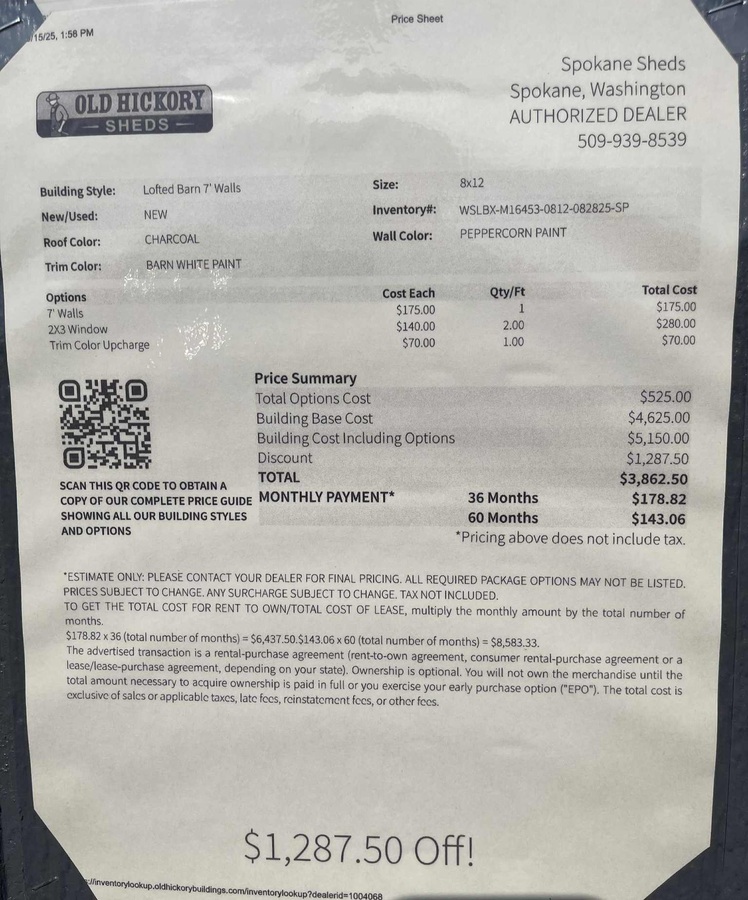 Price Sheet
/15/25, 1:58 PM
Spokane Sheds
Spokane, Washington
AUTHORIZED DEALER
509-939-8539
OLD HICKORY
SHEDS
Building Style: Lofted Barn 7' Walls Size: 8x12
New/Used: NEW Inventory#: WSLBX-M16453-0812-082825-SP
Roof Color: CHARCOAL Wall Color: PEPPERCORN PAINT
Trim Color: BARN WHITE PAINT
Options Cost Each Qty/Ft Total Cost
7' Walls $175.00 1 $175.00
2X3 Window $140.00 2.00 $280.00
Trim Color Upcharge $70.00 1.00 $70.00
Price Summary
Total Options Cost $525.00
Building Base Cost $4,625.00
Building Cost Including Options $5,150.00
Discount $1,287.50
TOTAL $3,862.50
MONTHLY PAYMENT* 36 Months $178.82
60 Months $143.06
*Pricing above does not include tax.
SCAN THIS QR CODE TO OBTAIN A
COPY OF OUR COMPLETE PRICE GUIDE
SHOWING ALL OUR BUILDING STYLES
AND OPTIONS
*ESTIMATE ONLY: PLEASE CONTACT YOUR DEALER FOR FINAL PRICING. ALL REQUIRED PACKAGE OPTIONS MAY NOT BE LISTED.
PRICES SUBJECT TO CHANGE. ANY SURCHARGE SUBJECT TO CHANGE. TAX NOT INCLUDED.
TO GET THE TOTAL COST FOR RENT TO OWN/TOTAL COST OF LEASE, multiply the monthly amount by the total number of
months.
$178.82 x 36 (total number of months) = $6,437.50.$143.06 x 60 (total number of months) = $8,583.33.
The advertised transaction is a rental-purchase agreement (rent-to-own agreement, consumer rental-purchase agreement or a
lease/lease-purchase agreement, depending on your state). Ownership is optional. You will not own the merchandise until the
total amount necessary to acquire ownership is paid in full or you exercise your early purchase option ("EPO"). The total cost is
exclusive of sales or applicable taxes, late fees, reinstatement fees, or other fees.
$1,287.50 Off!
://inventorylookup.oldhickorybuildings.com/inventorylookup?dealerid=1004068